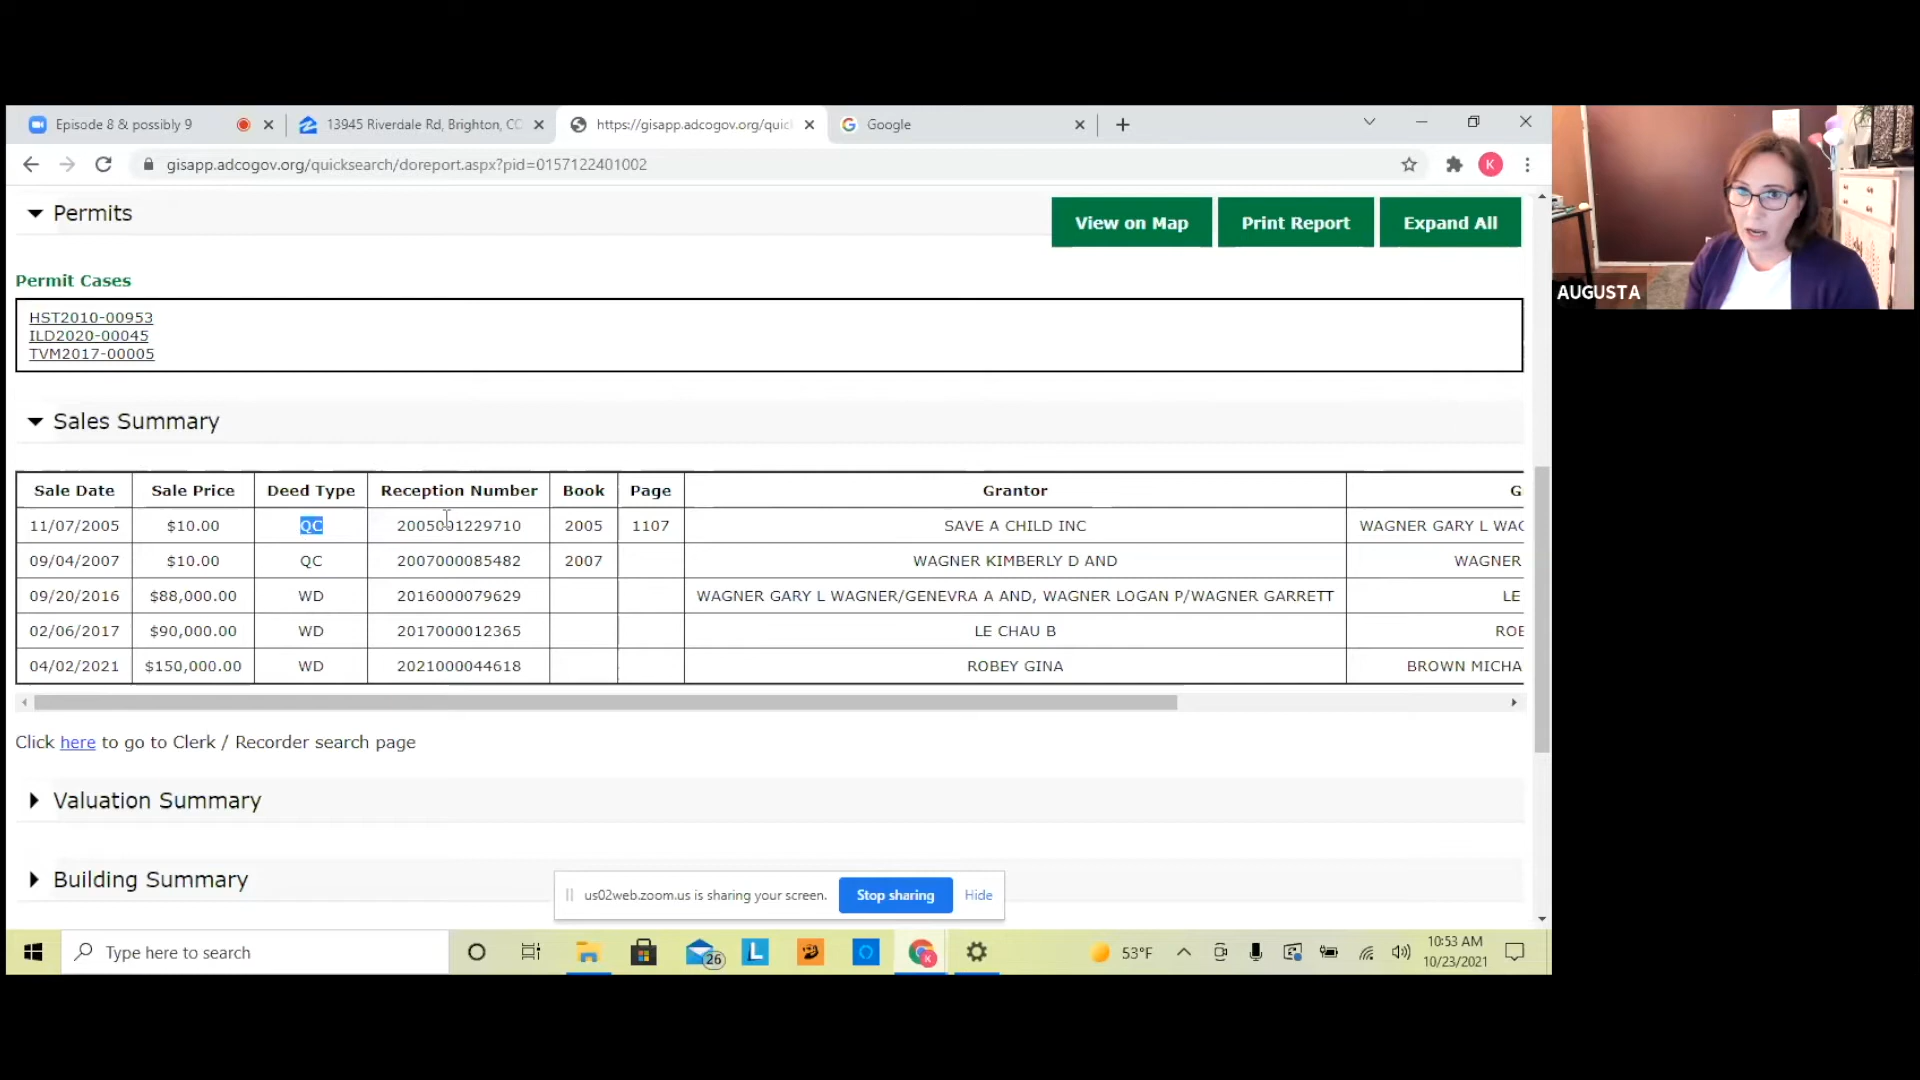 Episode 8 & possibly 9
13945 Riverdale Rd, Brighton, CO
https://gisapp.adcogov.org/quic
Google
gisapp.adcogov.org/quicksearch/doreport.aspx?pid=0157122401002
K
Permits
View on Map
Print Report
Expand All
Permit Cases
HST2010-00953
ILD2020-00045
TVM2017-00005
AUGUSTA
Sales Summary
Sale Date Sale Price Deed Type Reception Number Book Page Grantor G
11/07/2005 $10.00 QC 2005001229710 2005 1107 SAVE A CHILD INC WAGNER GARY L WAG
09/04/2007 $10.00 QC 2007000085482 2007 WAGNER KIMBERLY D AND WAGNER
09/20/2016 $88,000.00 WD 2016000079629 WAGNER GARY L WAGNER/GENEVRA A AND, WAGNER LOGAN P/WAGNER GARRETT LE
02/06/2017 $90,000.00 WD 2017000012365 LE CHAU B ROB
04/02/2021 $150,000.00 WD 2021000044618 ROBEY GINA BROWN MICHA
Click here to go to Clerk / Recorder search page
Valuation Summary
Building Summary
us02web.zoom.us is sharing your screen.
Stop sharing
Hide
Type here to search
26
L
53°F
10:53 AM
10/23/2021